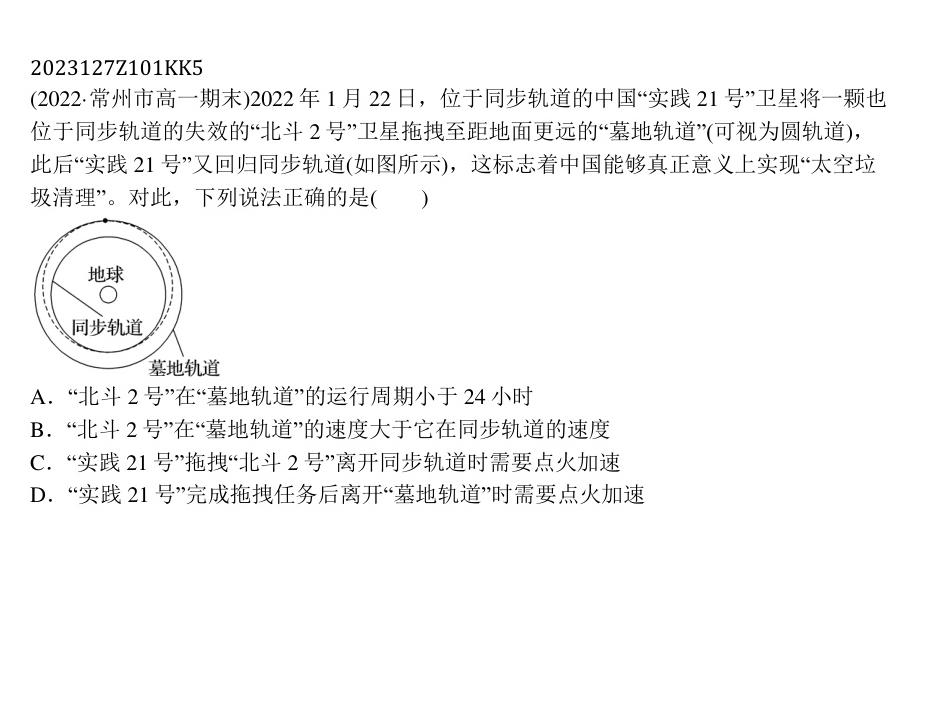 2023127Z101KK5
(2022·常州市高一期末)2022 年 1 月 22 日，位于同步轨道的中国“实践 21 号”卫星将一颗也
位于同步轨道的失效的“北斗 2 号”卫星拖拽至距地面更远的“墓地轨道”(可视为圆轨道)，
此后“实践 21 号”又回归同步轨道(如图所示)，这标志着中国能够真正意义上实现“太空垃
圾清理”。对此，下列说法正确的是(　　)
地球
同步轨道
墓地轨道
A．“北斗 2 号”在“墓地轨道”的运行周期小于 24 小时
B．“北斗 2 号”在“墓地轨道”的速度大于它在同步轨道的速度
C．“实践 21 号”拖拽“北斗 2 号”离开同步轨道时需要点火加速
D．“实践 21 号”完成拖拽任务后离开“墓地轨道”时需要点火加速